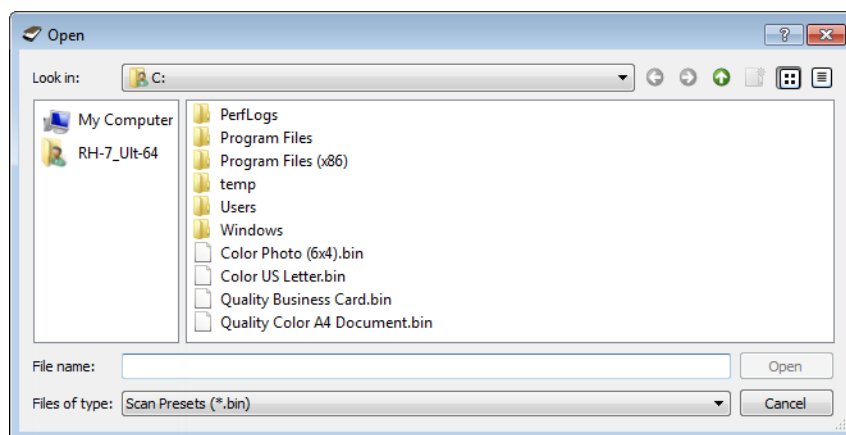 Open
Look in: C:
My Computer
RH-7_Ult-64
PerfLogs
Program Files
Program Files (x86)
temp
Users
Windows
Color Photo (6x4).bin
Color US Letter.bin
Quality Business Card.bin
Quality Color A4 Document.bin
File name: Open
Files of type: Scan Presets (*.bin) Cancel